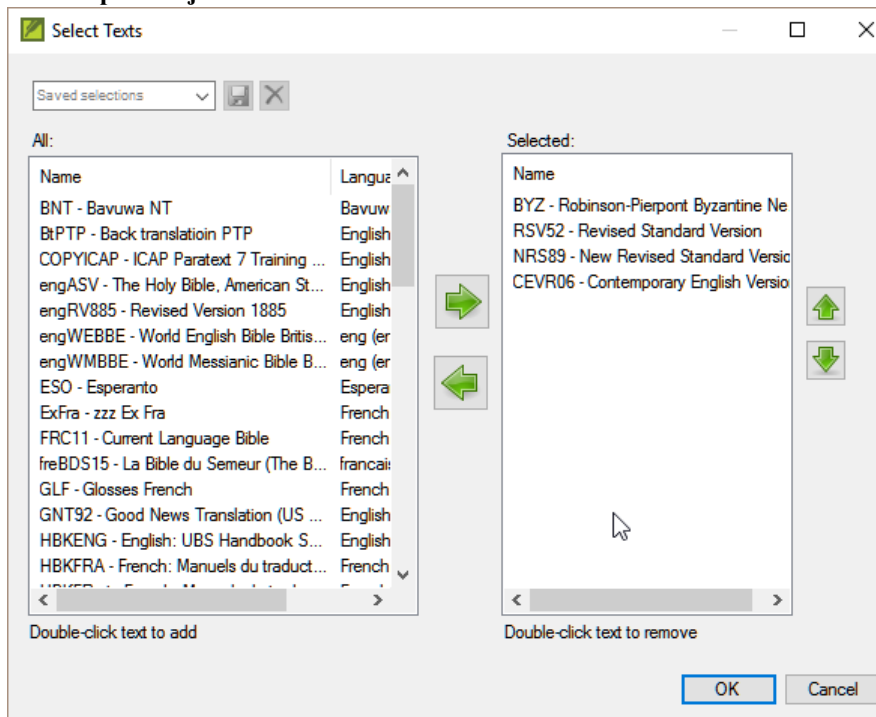 Select Texts
Saved selections
All:
Selected:
Name Langua
BNT - Bavuwa NT Bavuw
BtPTP - Back translatioin PTP English
COPYICAP - ICAP Paratext 7 Training ... English
engASV - The Holy Bible, American St... English
engRV885 - Revised Version 1885 English
engWEBBE - World English Bible Britis... eng (er
engWMBBE - World Messianic Bible B... eng (er
ESO - Esperanto Espera
ExFra - zzz Ex Fra French
FRC11 - Current Language Bible French
freBDS15 - La Bible du Semeur (The B... francai
GLF - Glosses French French
GNT92 - Good News Translation (US ... English
HBKENG - English: UBS Handbook S... English
HBKFRA - French: Manuels du traduct... French
Name
BYZ - Robinson-Pierpont Byzantine Ne
RSV52 - Revised Standard Version
NRS89 - New Revised Standard Versic
CEVR06 - Contemporary English Versio
Double-click text to add
Double-click text to remove
OK
Cancel